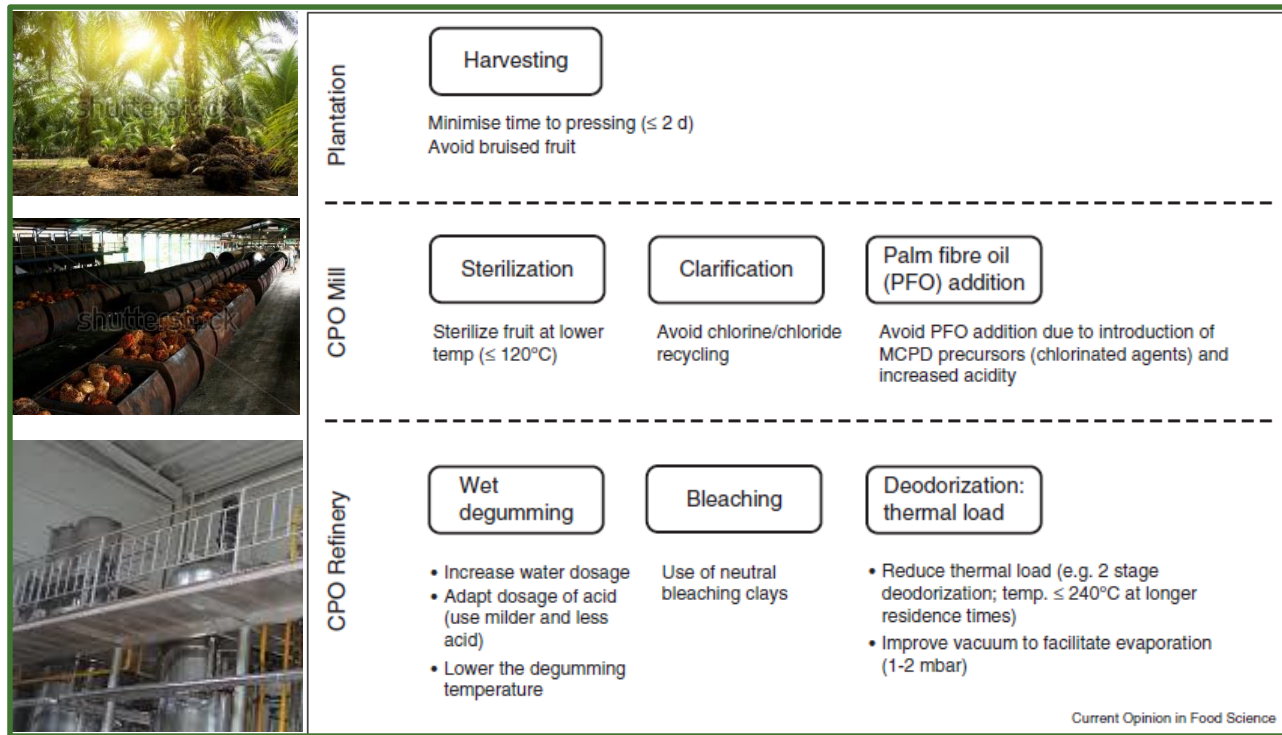 shutterstock
shutterstock
Plantation
Harvesting
Minimise time to pressing (≤ 2 d)
Avoid bruised fruit
CPO Mill
Sterilization
Sterilize fruit at lower
temp (≤ 120°C)
Clarification
Avoid chlorine/chloride
recycling
Palm fibre oil
(PFO) addition
Avoid PFO addition due to introduction of
MCPD precursors (chlorinated agents) and
increased acidity
CPO Refinery
Wet
degumming
• Increase water dosage
• Adapt dosage of acid
(use milder and less
acid)
• Lower the degumming
temperature
Bleaching
Use of neutral
bleaching clays
Deodorization:
thermal load
• Reduce thermal load (e.g. 2 stage
deodorization; temp. ≤ 240°C at longer
residence times)
• Improve vacuum to facilitate evaporation
(1-2 mbar)
Current Opinion in Food Science